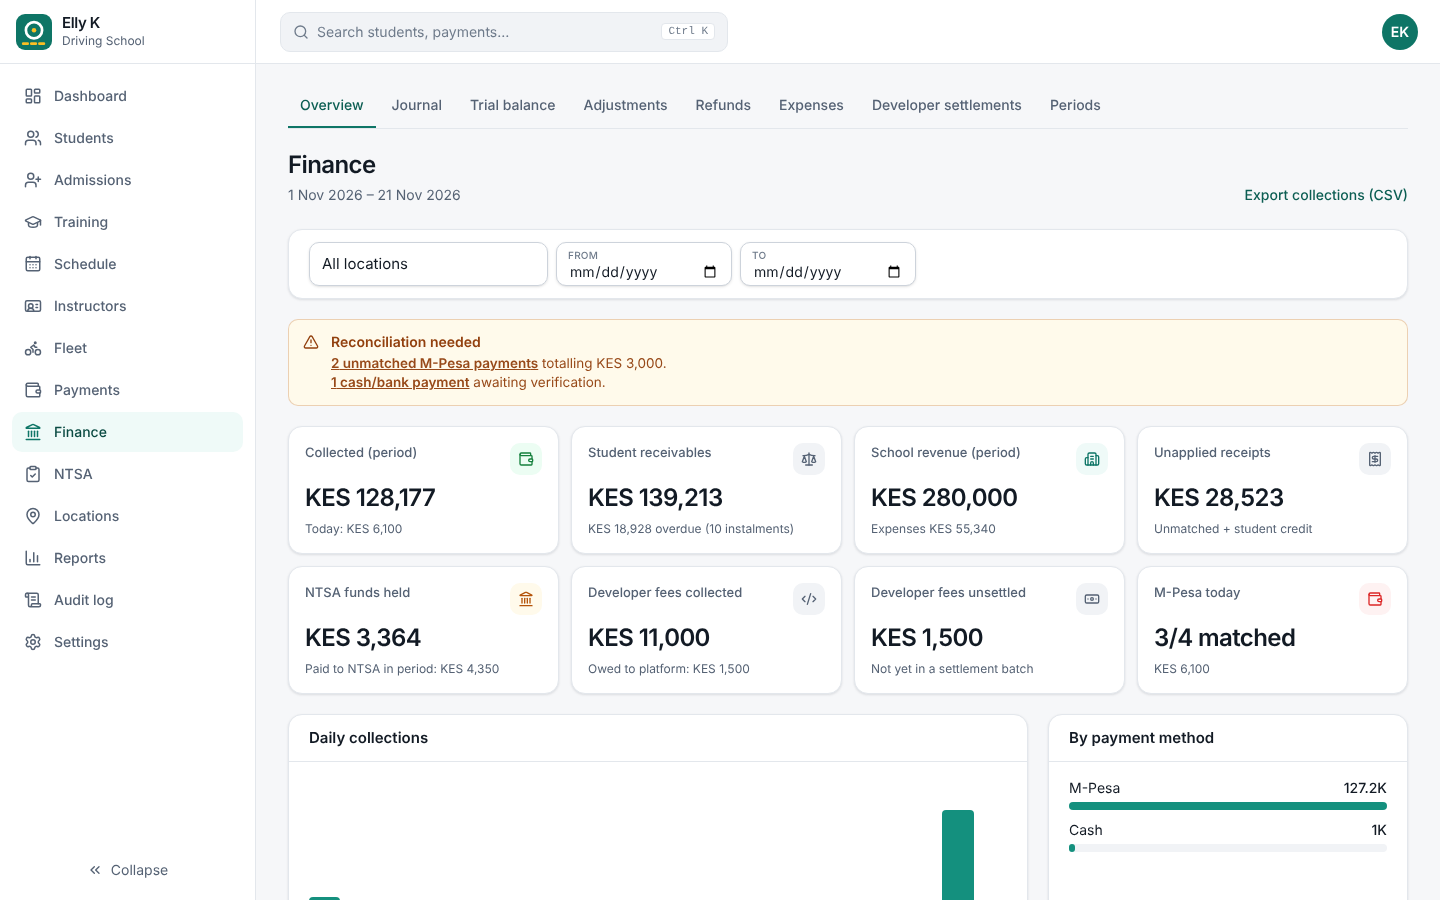 Elly K
Driving School
Search students, payments...
Ctrl K
EK
Dashboard
Students
Admissions
Training
Schedule
Instructors
Fleet
Payments
Finance
NTSA
Locations
Reports
Audit log
Settings
Collapse
Overview
Journal
Trial balance
Adjustments
Refunds
Expenses
Developer settlements
Periods
Finance
1 Nov 2026 – 21 Nov 2026
Export collections (CSV)
All locations
FROM
mm/dd/yyyy
TO
mm/dd/yyyy
Reconciliation needed
2 unmatched M-Pesa payments totalling KES 3,000.
1 cash/bank payment awaiting verification.
Collected (period)
KES 128,177
Today: KES 6,100
Student receivables
KES 139,213
KES 18,928 overdue (10 instalments)
School revenue (period)
KES 280,000
Expenses KES 55,340
Unapplied receipts
KES 28,523
Unmatched + student credit
NTSA funds held
KES 3,364
Paid to NTSA in period: KES 4,350
Developer fees collected
KES 11,000
Owed to platform: KES 1,500
Developer fees unsettled
KES 1,500
Not yet in a settlement batch
M-Pesa today
3/4 matched
KES 6,100
Daily collections
By payment method
M-Pesa
127.2K
Cash
1K